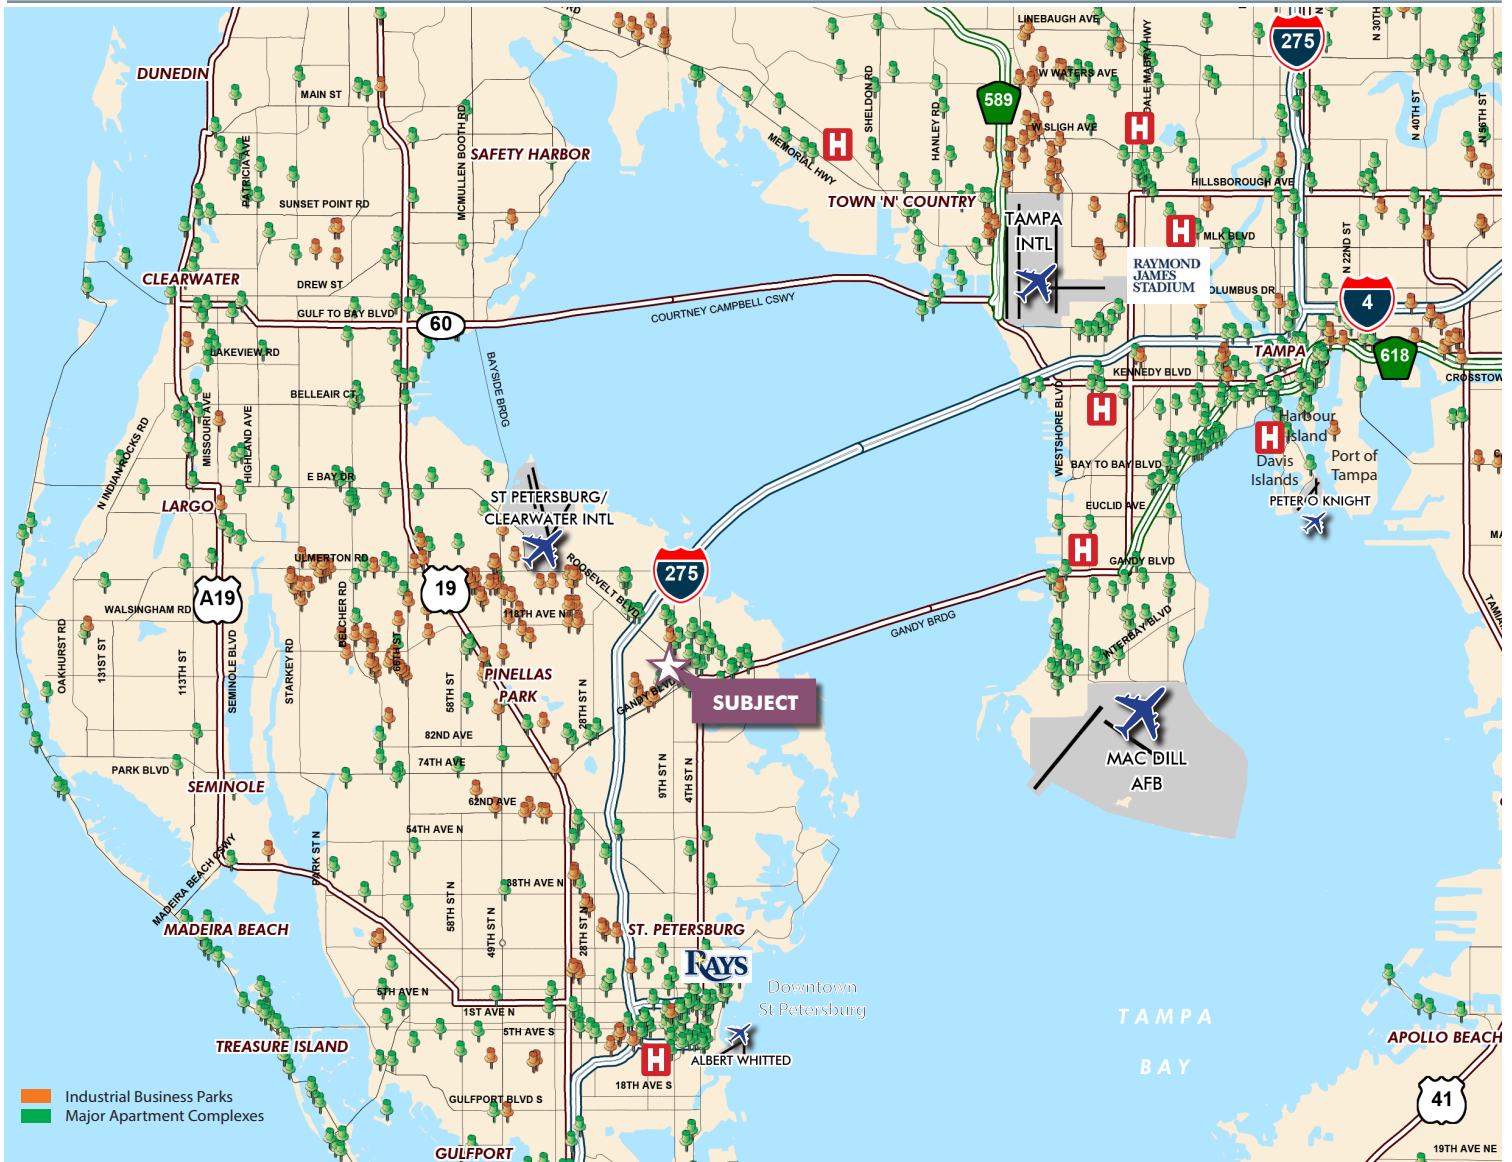 LINEBAUGH AVE
275
N 30TH
DUNEDIN
W WATERS AVE
DALE MABRY HWY
MAIN ST
SHELDON RD
589
N 40TH ST
N 56TH ST
MCMULLEN BOOTH RD
HANLEY RD
W SLIGH AVE
H
H
PATRICIA AVE
SAFETY HARBOR
MEMORIAL HWY
HILLSBOROUGH AVE
SUNSET POINT RD
TOWN 'N' COUNTRY
TAMPA
INTL
H
MLK BLVD
N 22ND ST
RAYMOND
JAMES
STADIUM
CLEARWATER
DREW ST
OLUMBUS DR
4
GULF TO BAY BLVD
60
COURTNEY CAMPBELL CSWY
LAKEVIEW RD
TAMPA
618
BAYSIDE BRDG
KENNEDY BLVD
CROSSTOW
BELLEAIR CT
MISSOURI AVE
HIGHLAND AVE
N INDIAN ROCKS RD
WESTSHORE BLVD
H
Harbour
Island
H
Port of
Tampa
BAY TO BAY BLVD
Davis
Islands
E BAY DR
ST PETERSBURG/
CLEARWATER INTL
LARGO
EUCLID AVE
PETER O KNIGHT
ULMERTON RD
ROOSEVELT BLVD
275
H
GANDY BLVD
A19
19
WALSINGHAM RD
118TH AVE N
BELCHER RD
GANDY BRDG
INTERBAY BLVD
TAMIA
OAKHURST RD
131ST ST
113TH ST
SEMINOLE BLVD
STARKEY RD
66TH ST
PINELLAS
PARK
58TH ST
28TH ST N
GANDY BLVD
SUBJECT
82ND AVE
74TH AVE
PARK BLVD
MAC DILL
AFB
SEMINOLE
9TH ST N
4TH ST N
62ND AVE
54TH AVE N
PARK ST N
MADEIRA BEACH CSWY
38TH AVE N
58TH ST N
49TH ST N
28TH ST N
MADEIRA BEACH
ST. PETERSBURG
RAYS
5TH AVE N
Downtown
St Petersburg
1ST AVE N
5TH AVE S
TAMPA
BAY
TREASURE ISLAND
APOLLO BEACH
H
ALBERT WHITTED
18TH AVE S
Industrial Business Parks
Major Apartment Complexes
GULFPORT BLVD S
41
GULFPORT
19TH AVE NE